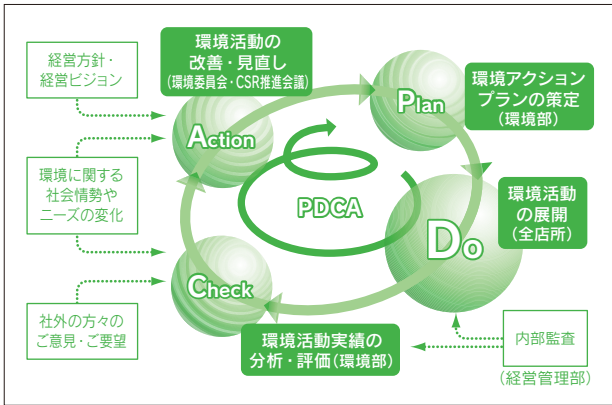 経営方針・
経営ビジョン
環境活動の
改善・見直し
(環境委員会・CSR推進会議)
Action
Plan
環境アクション
プランの策定
(環境部)
環境に関する
社会情勢や
ニーズの変化
PDCA
Do
環境活動
の展開
(全店所)
Check
社外の方々の
ご意見・ご要望
環境活動実績の
分析・評価(環境部)
内部監査
(経営管理部)